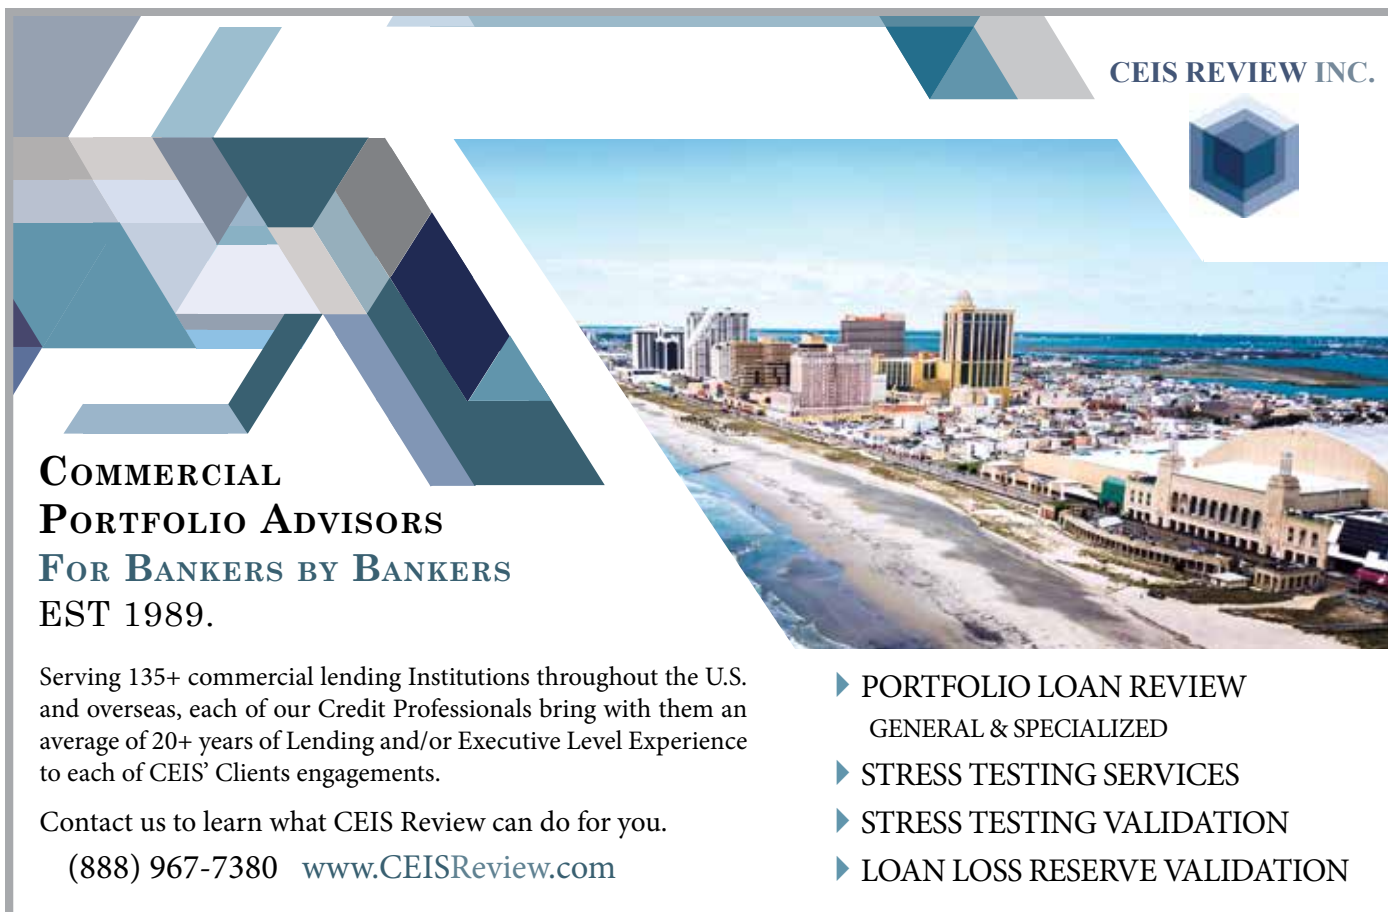 CEIS REVIEW INC.
COMMERCIAL
PORTFOLIO ADVISORS
FOR BANKERS BY BANKERS
EST 1989.
Serving 135+ commercial lending Institutions throughout the U.S.
and overseas, each of our Credit Professionals bring with them an
average of 20+ years of Lending and/or Executive Level Experience
to each of CEIS’ Clients engagements.
Contact us to learn what CEIS Review can do for you.
(888) 967-7380 www.CEISReview.com
PORTFOLIO LOAN REVIEW
GENERAL & SPECIALIZED
STRESS TESTING SERVICES
STRESS TESTING VALIDATION
LOAN LOSS RESERVE VALIDATION